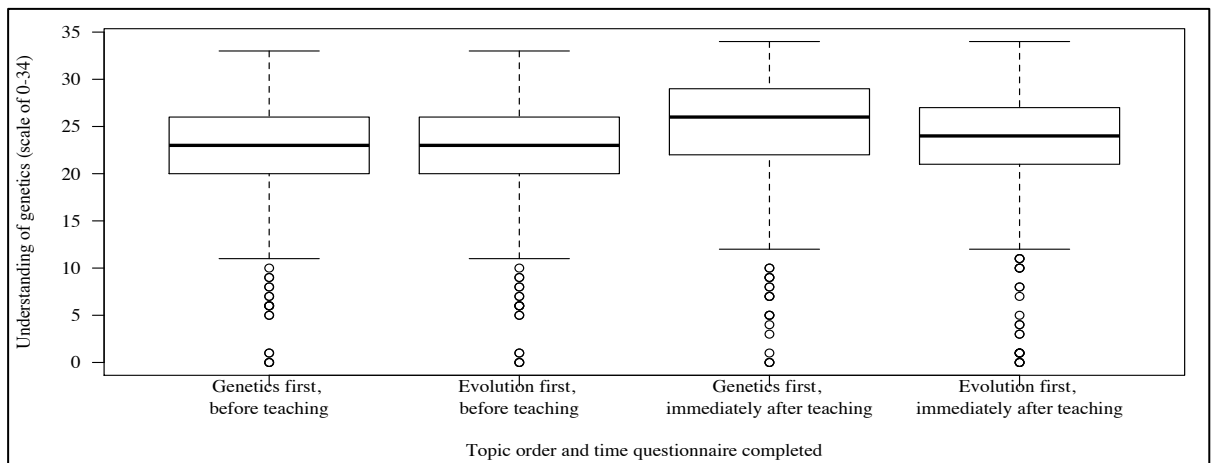 Understanding of genetics (scale of 0-34)
35
30
25
20
15
10
5
0
Genetics first,
before teaching
Evolution first,
before teaching
Genetics first,
immediately after teaching
Evolution first,
immediately after teaching
Topic order and time questionnaire completed